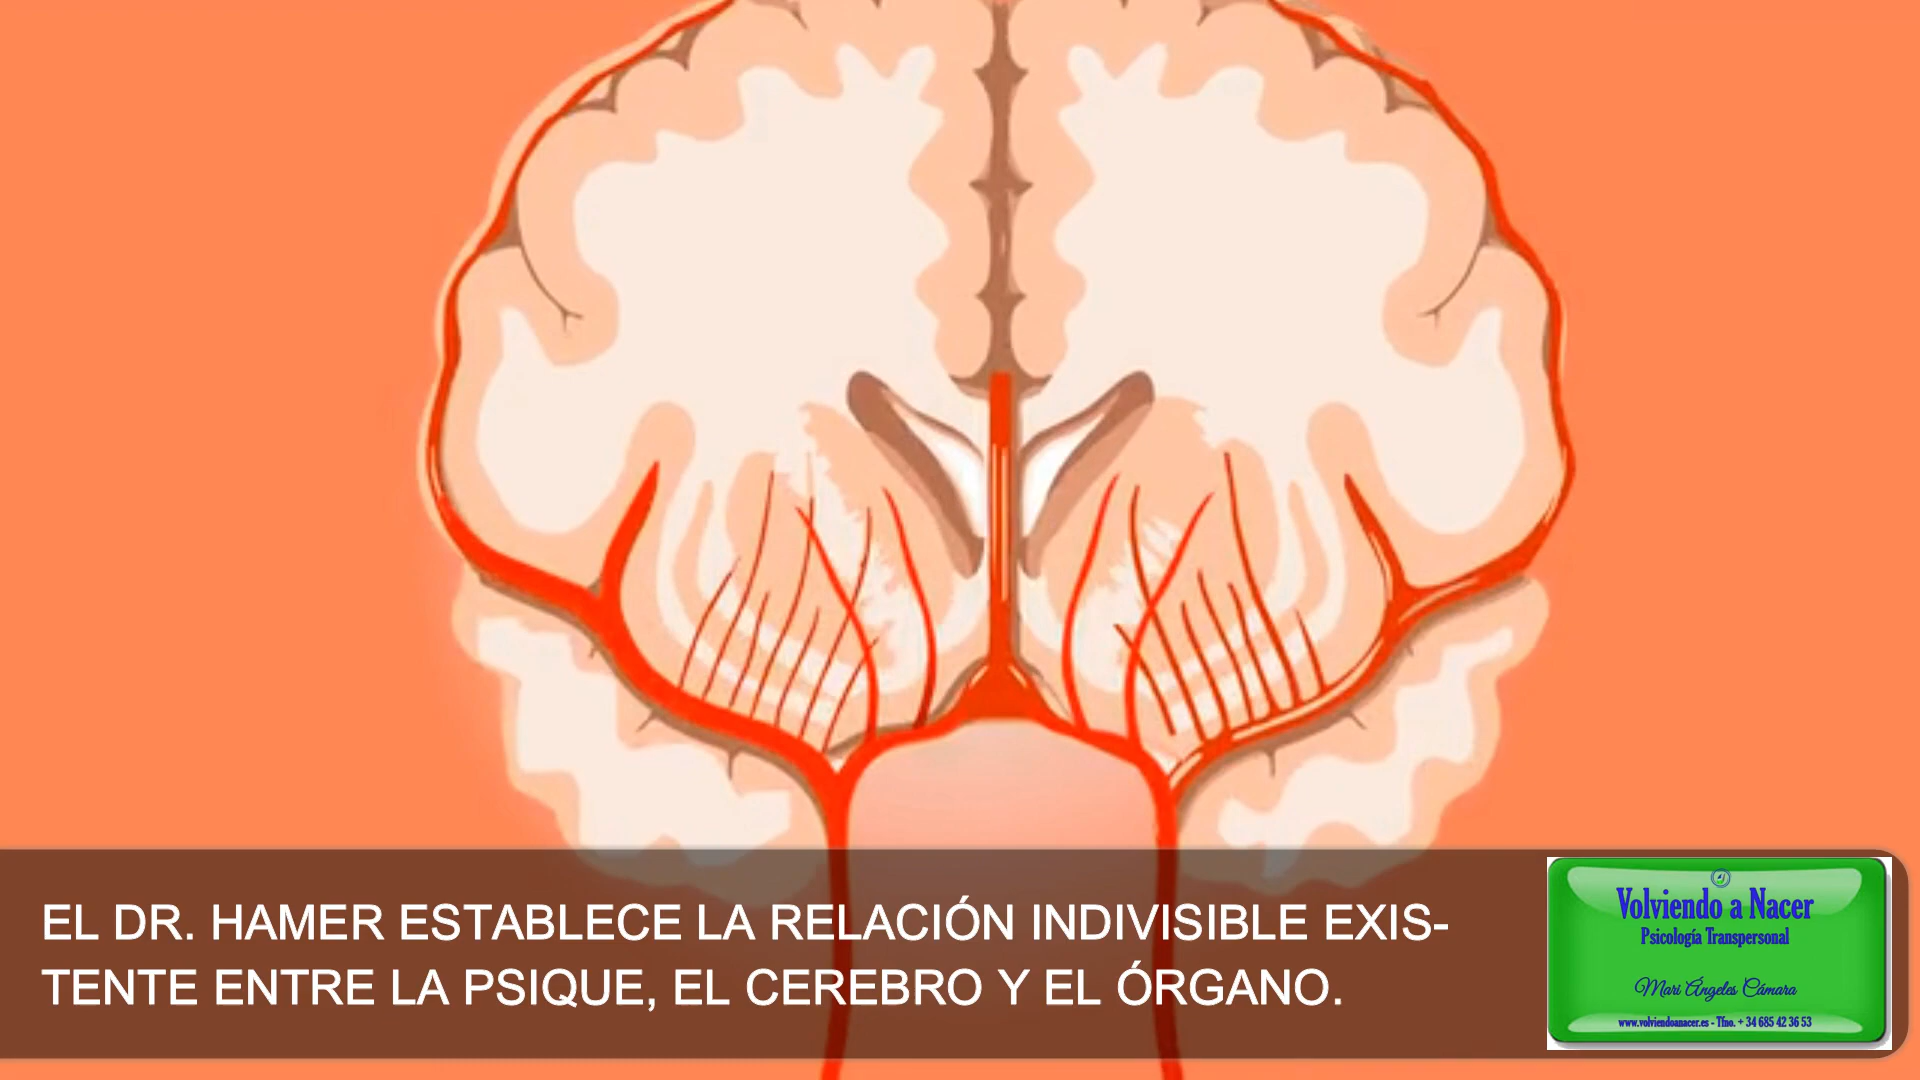 EL DR. HAMER ESTABLECE LA RELACIÓN INDIVISIBLE EXIS-
TENTE ENTRE LA PSIQUE, EL CEREBRO Y EL ÓRGANO.
Volviendo a Nacer
Psicología Transpersonal
Mari Ángeles Cámara
www.volviendoanacer.es - Tfno. + 34 685 42 36 53